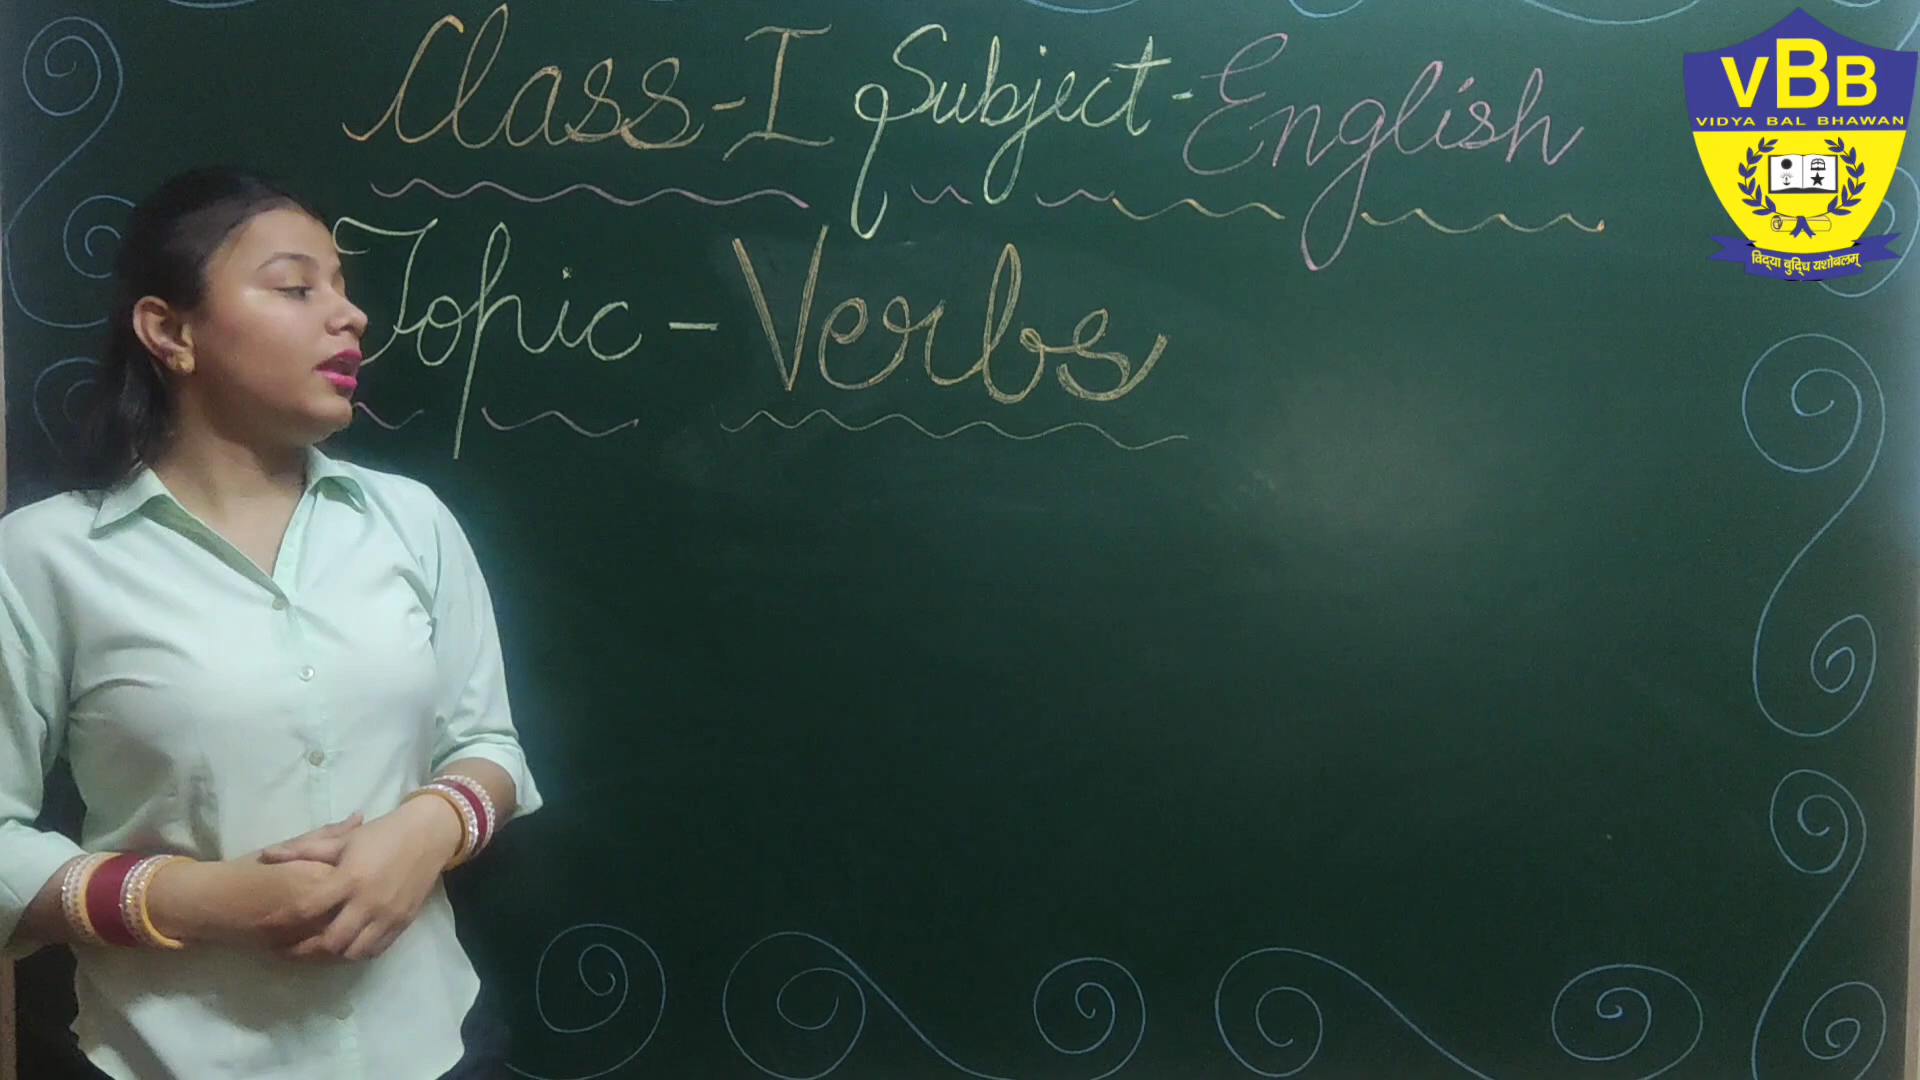 Class-I Subject-English
Topic-Verbs
VBB
VIDYA BAL BHAWAN
विद्या बुद्धि यशोबलम्